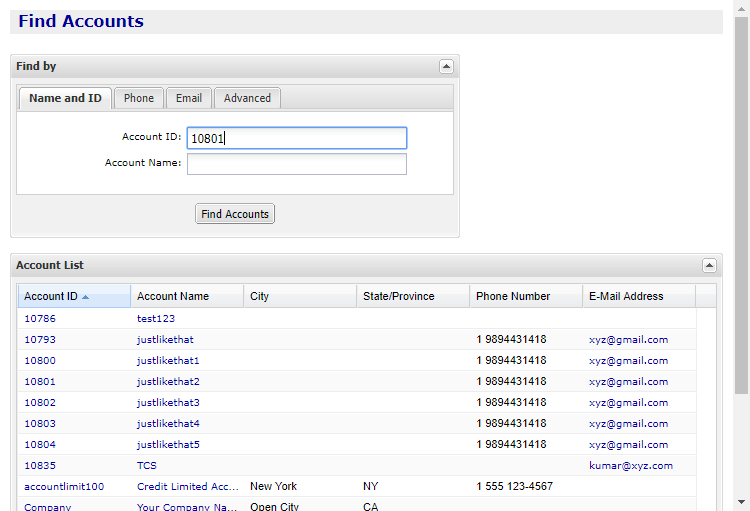 Find Accounts
Find by
Name and ID Phone Email Advanced
Account ID: 10801
Account Name:
Find Accounts
Account List
Account ID Account Name City State/Province Phone Number E-Mail Address
10786 test123
10793 justlikethat 1 9894431418 xyz@gmail.com
10800 justlikethat1 1 9894431418 xyz@gmail.com
10801 justlikethat2 1 9894431418 xyz@gmail.com
10802 justlikethat3 1 9894431418 xyz@gmail.com
10803 justlikethat4 1 9894431418 xyz@gmail.com
10804 justlikethat5 1 9894431418 xyz@gmail.com
10835 TCS kumar@xyz.com
accountlimit100 Credit Limited Acc... New York NY 1 555 123-4567
Company Your Company Na... Open City CA